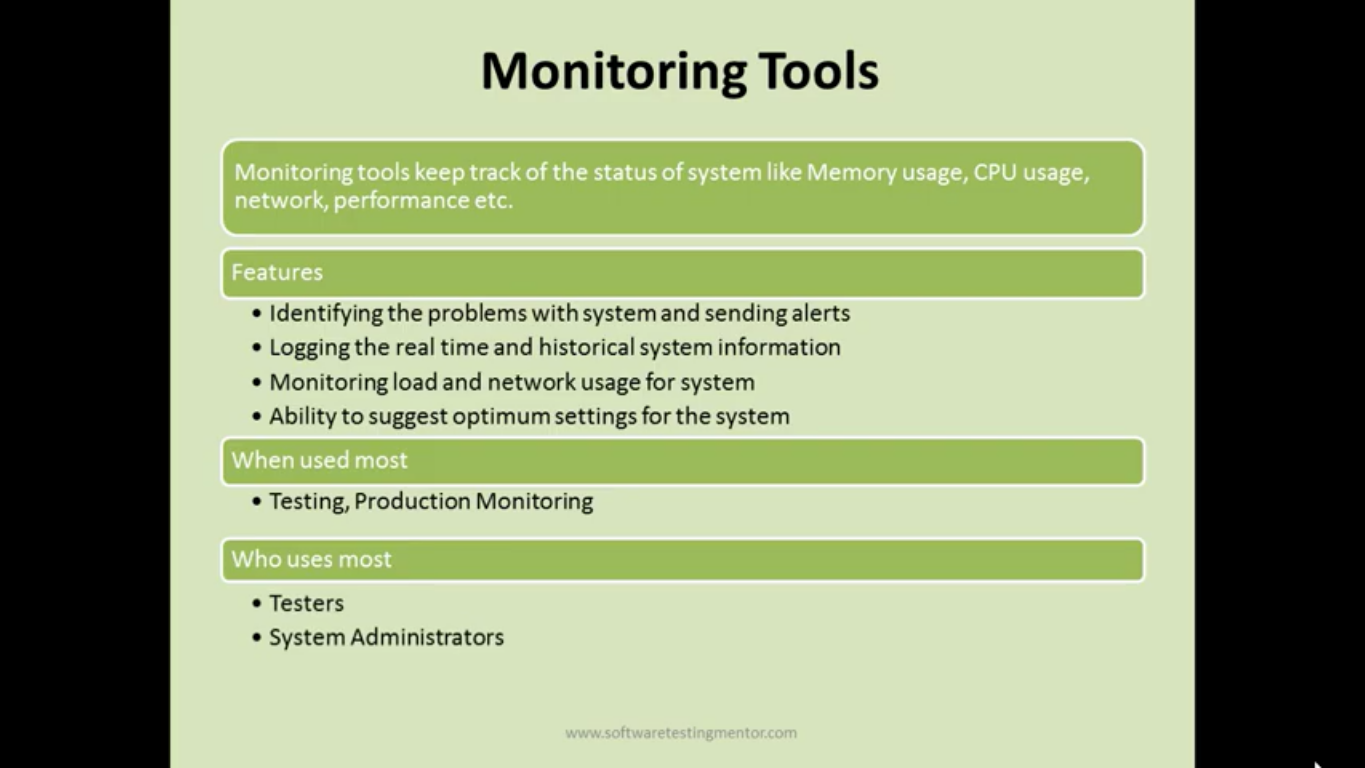 Monitoring Tools
Monitoring tools keep track of the status of system like Memory usage, CPU usage,
network, performance etc.
Features
• Identifying the problems with system and sending alerts
• Logging the real time and historical system information
• Monitoring load and network usage for system
• Ability to suggest optimum settings for the system
When used most
• Testing, Production Monitoring
Who uses most
• Testers
• System Administrators
www.softwaretestingmentor.com